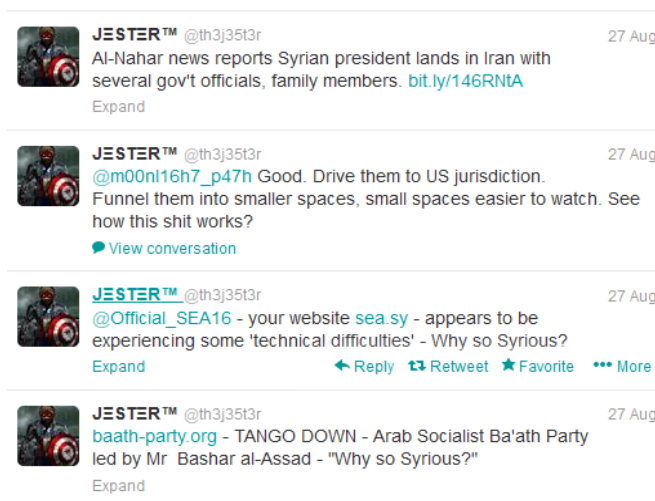 JΞSTΞR™ @th3j35t3r 27 Aug
Al-Nahar news reports Syrian president lands in Iran with
several gov't officials, family members. bit.ly/146RNtA
Expand
JΞSTΞR™ @th3j35t3r 27 Aug
@m00nl16h7_p47h Good. Drive them to US jurisdiction.
Funnel them into smaller spaces, small spaces easier to watch. See
how this shit works?
View conversation
JΞSTΞR™ @th3j35t3r 27 Aug
@Official_SEA16 - your website sea.sy - appears to be
experiencing some 'technical difficulties' - Why so Syrious?
Expand Reply Retweet Favorite More
JΞSTΞR™ @th3j35t3r 27 Aug
baath-party.org - TANGO DOWN - Arab Socialist Ba'ath Party
led by Mr Bashar al-Assad - "Why so Syrious?"
Expand